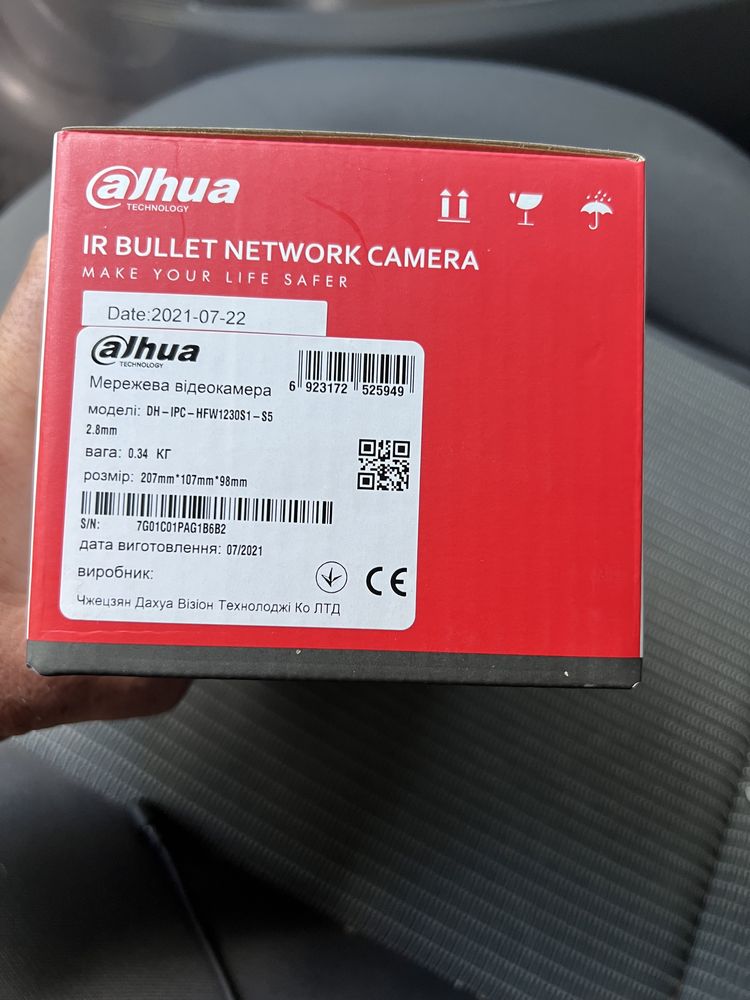 alhua
TECHNOLOGY
IR BULLET NETWORK CAMERA
MAKE YOUR LIFE SAFER
Date:2021-07-22
alhua
TECHNOLOGY
Мережева відеокамера
6 923172 525949
моделі: DH-IPC-HFW1230S1-S5
2.8mm
вага: 0.34 КГ
розмір: 207mm*107mm*98mm
S/N: 7G01C01PAG1B6B2
дата виготовлення: 07/2021
виробник:
CE
Чжецзян Дахуа Візіон Технолоджі Ко ЛТД